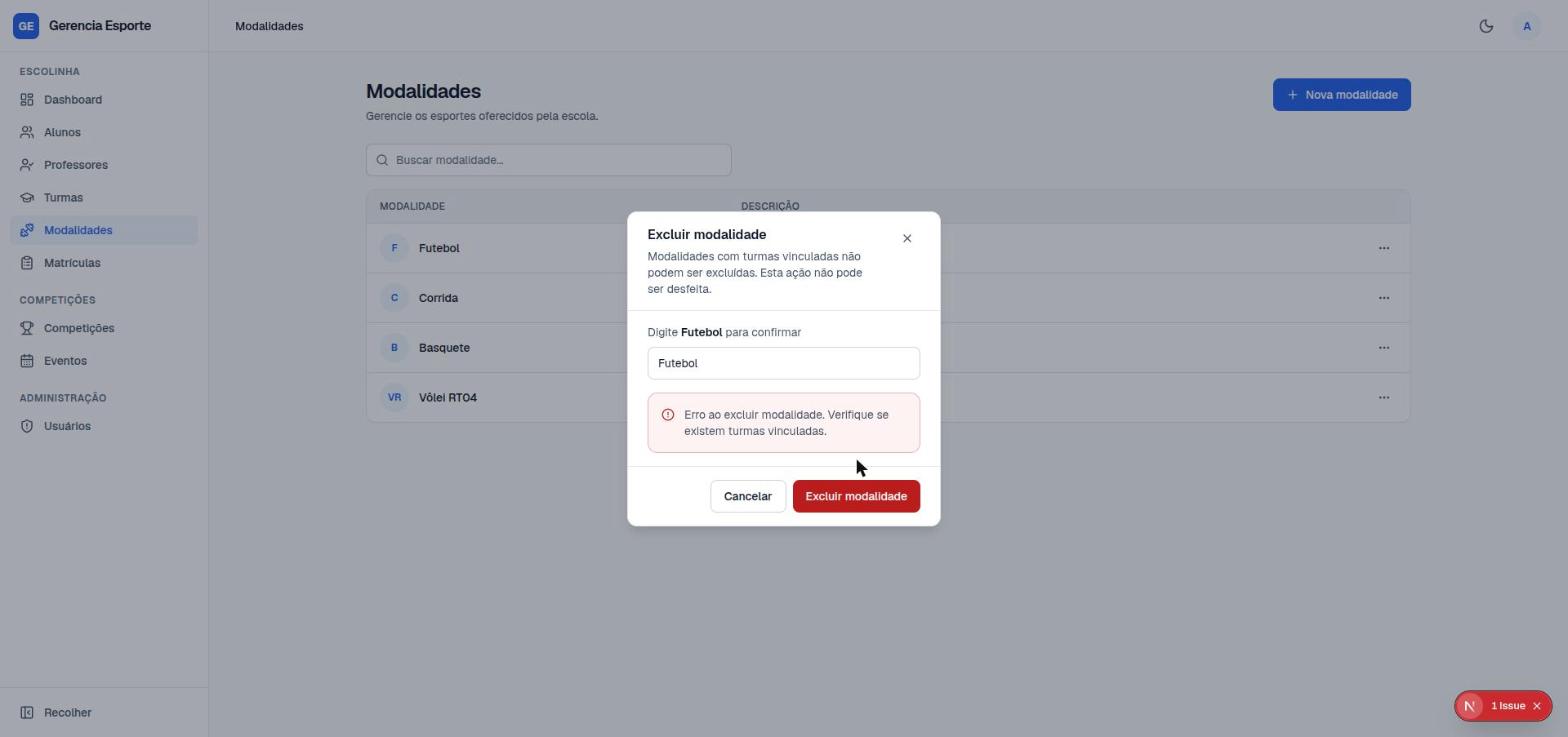 GE Gerencia Esporte
Modalidades
A
ESCOLINHA
Dashboard
Alunos
Professores
Turmas
Modalidades
Matrículas
COMPETIÇÕES
Competições
Eventos
ADMINISTRAÇÃO
Usuários
Recolher
Modalidades
Gerencie os esportes oferecidos pela escola.
+ Nova modalidade
Buscar modalidade...
MODALIDADE DESCRIÇÃO
F Futebol
C Corrida
B Basquete
VR Vôlei RT04
Excluir modalidade
Modalidades com turmas vinculadas não
podem ser excluídas. Esta ação não pode
ser desfeita.
Digite Futebol para confirmar
Futebol
Erro ao excluir modalidade. Verifique se
existem turmas vinculadas.
Cancelar Excluir modalidade
N 1 Issue